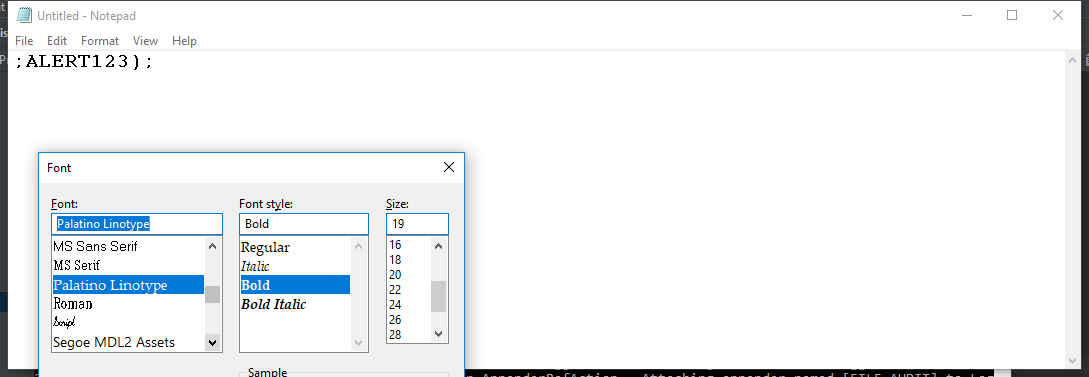 Untitled - Notepad
File Edit Format View Help
;ALERT123);
Font
Font: Font style: Size:
Palatino Linotype Bold 19
MS Sans Serif Regular 16
MS Serif Italic 18
Palatino Linotype Bold 20
Roman Bold Italic 22
Script 24
Segoe MDL2 Assets 26
28
Sample
AppenderRefAction - Attaching appender named [FILE_AUDIT] to Log